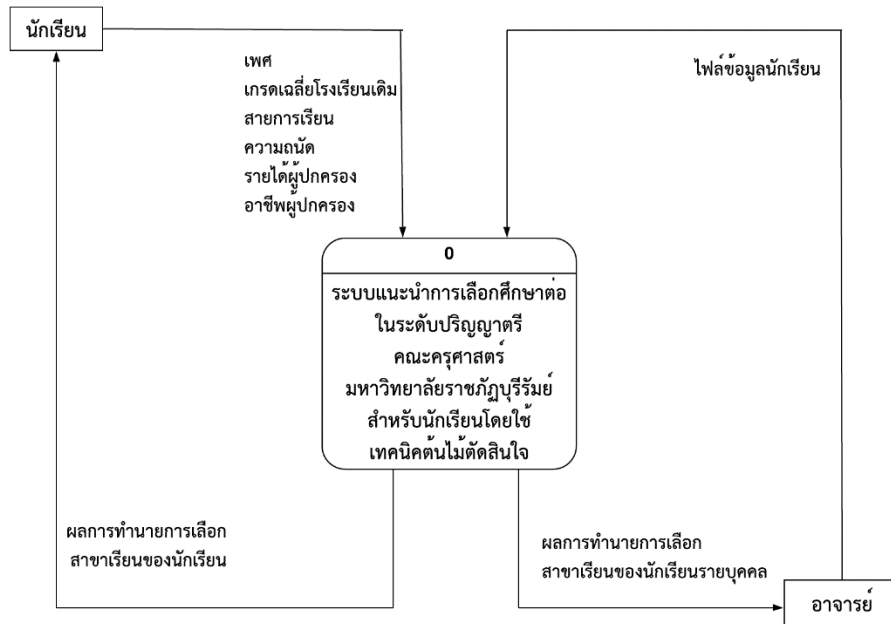 นักเรียน
เพศ
เกรดเฉลี่ยโรงเรียนเดิม
สายการเรียน
ความถนัด
รายได้ผู้ปกครอง
อาชีพผู้ปกครอง
ไฟล์ข้อมูลนักเรียน
0
ระบบแนะนำการเลือกศึกษาต่อ
ในระดับปริญญาตรี
คณะครุศาสตร์
มหาวิทยาลัยราชภัฏบุรีรัมย์
สำหรับนักเรียนโดยใช้
เทคนิคต้นไม้ตัดสินใจ
ผลการทำนายการเลือก
สาขาเรียนของนักเรียน
ผลการทำนายการเลือก
สาขาเรียนของนักเรียนรายบุคคล
อาจารย์